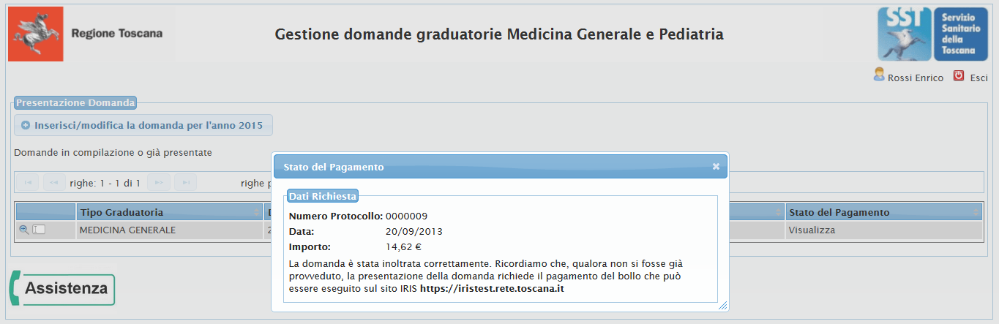 Regione Toscana
Gestione domande graduatorie Medicina Generale e Pediatria
SST
Servizio
Sanitario
della
Toscana
Rossi Enrico Esci
Presentazione Domanda
Inserisci/modifica la domanda per l'anno 2015
Domande in compilazione o già presentate
righe: 1 - 1 di 1 righe
Tipo Graduatoria Stato del Pagamento
MEDICINA GENERALE 2 Visualizza
Stato del Pagamento
Dati Richiesta
Numero Protocollo: 0000009
Data: 20/09/2013
Importo: 14,62 €
La domanda è stata inoltrata correttamente. Ricordiamo che, qualora non si fosse già
provveduto, la presentazione della domanda richiede il pagamento del bollo che può
essere eseguito sul sito IRIS https://iristest.rete.toscana.it
Assistenza